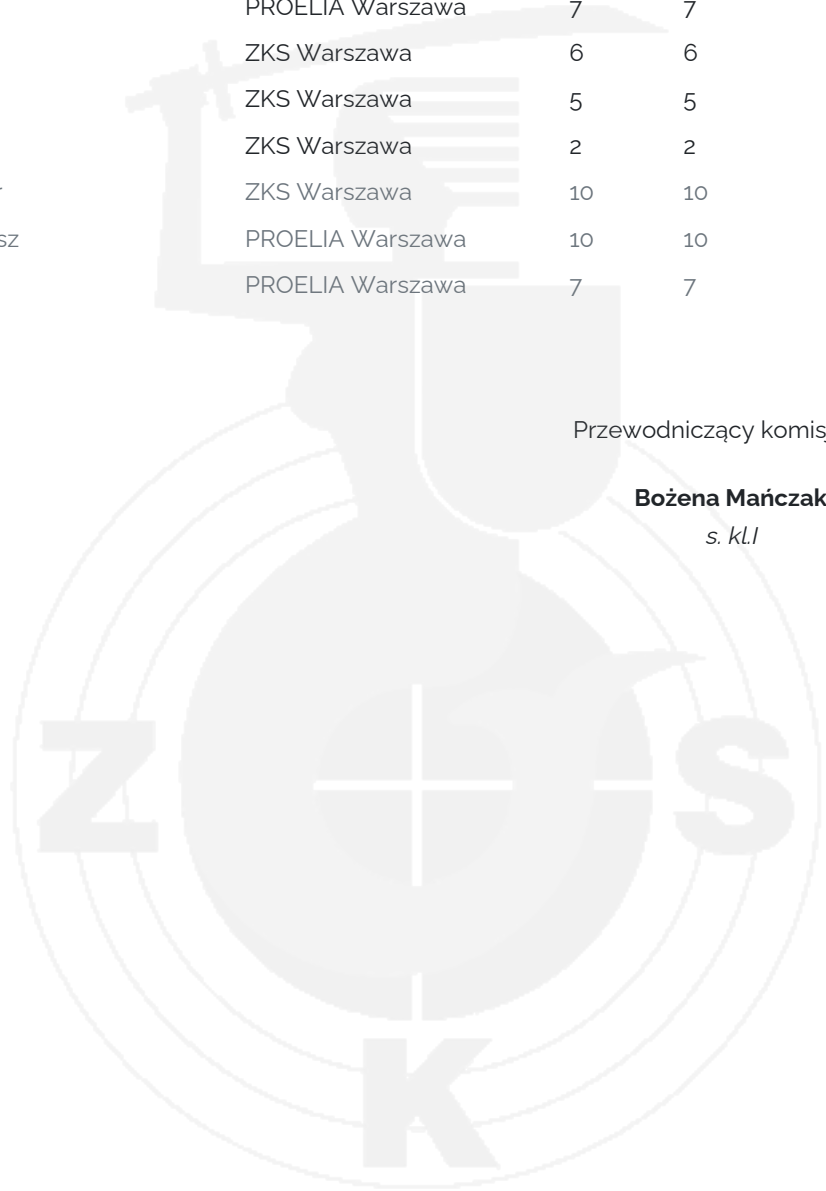 PROELIA Warszawa 7 7
ZKS Warszawa 6 6
ZKS Warszawa 5 5
ZKS Warszawa 2 2
ZKS Warszawa 10 10
sz PROELIA Warszawa 10 10
PROELIA Warszawa 7 7
Przewodniczący komis
Bożena Mańczak
s. kl.I
Z S
K